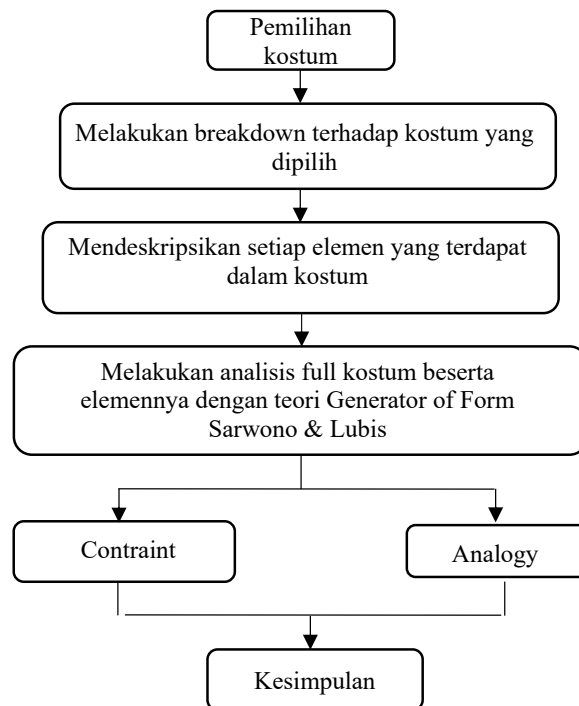 Pemilihan
kostum
Melakukan breakdown terhadap kostum yang
dipilih
Mendeskripsikan setiap elemen yang terdapat
dalam kostum
Melakukan analisis full kostum beserta
elemennya dengan teori Generator of Form
Sarwono & Lubis
Contraint
Analogy
Kesimpulan